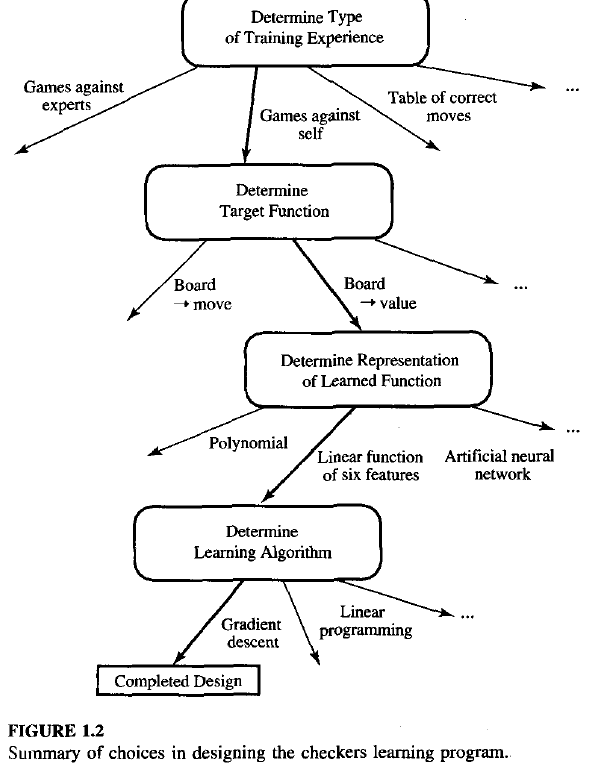 Determine Type
of Training Experience
Games against
experts
Games against
self
Table of correct
moves
...
Determine
Target Function
Board
→ move
Board
→ value
...
Determine Representation
of Learned Function
Polynomial
Linear function
of six features
Artificial neural
network
...
Determine
Learning Algorithm
Gradient
descent
Linear
programming
...
Completed Design
FIGURE 1.2
Summary of choices in designing the checkers learning program.